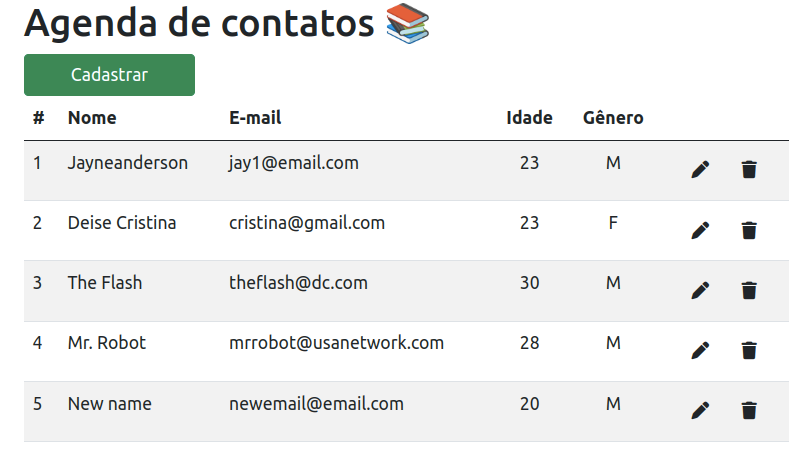 Agenda de contatos
Cadastrar
# Nome E-mail Idade Gênero
1 Jayneanderson jay1@email.com 23 M
2 Deise Cristina cristina@gmail.com 23 F
3 The Flash theflash@dc.com 30 M
4 Mr. Robot mrrobot@usanetwork.com 28 M
5 New name newemail@email.com 20 M